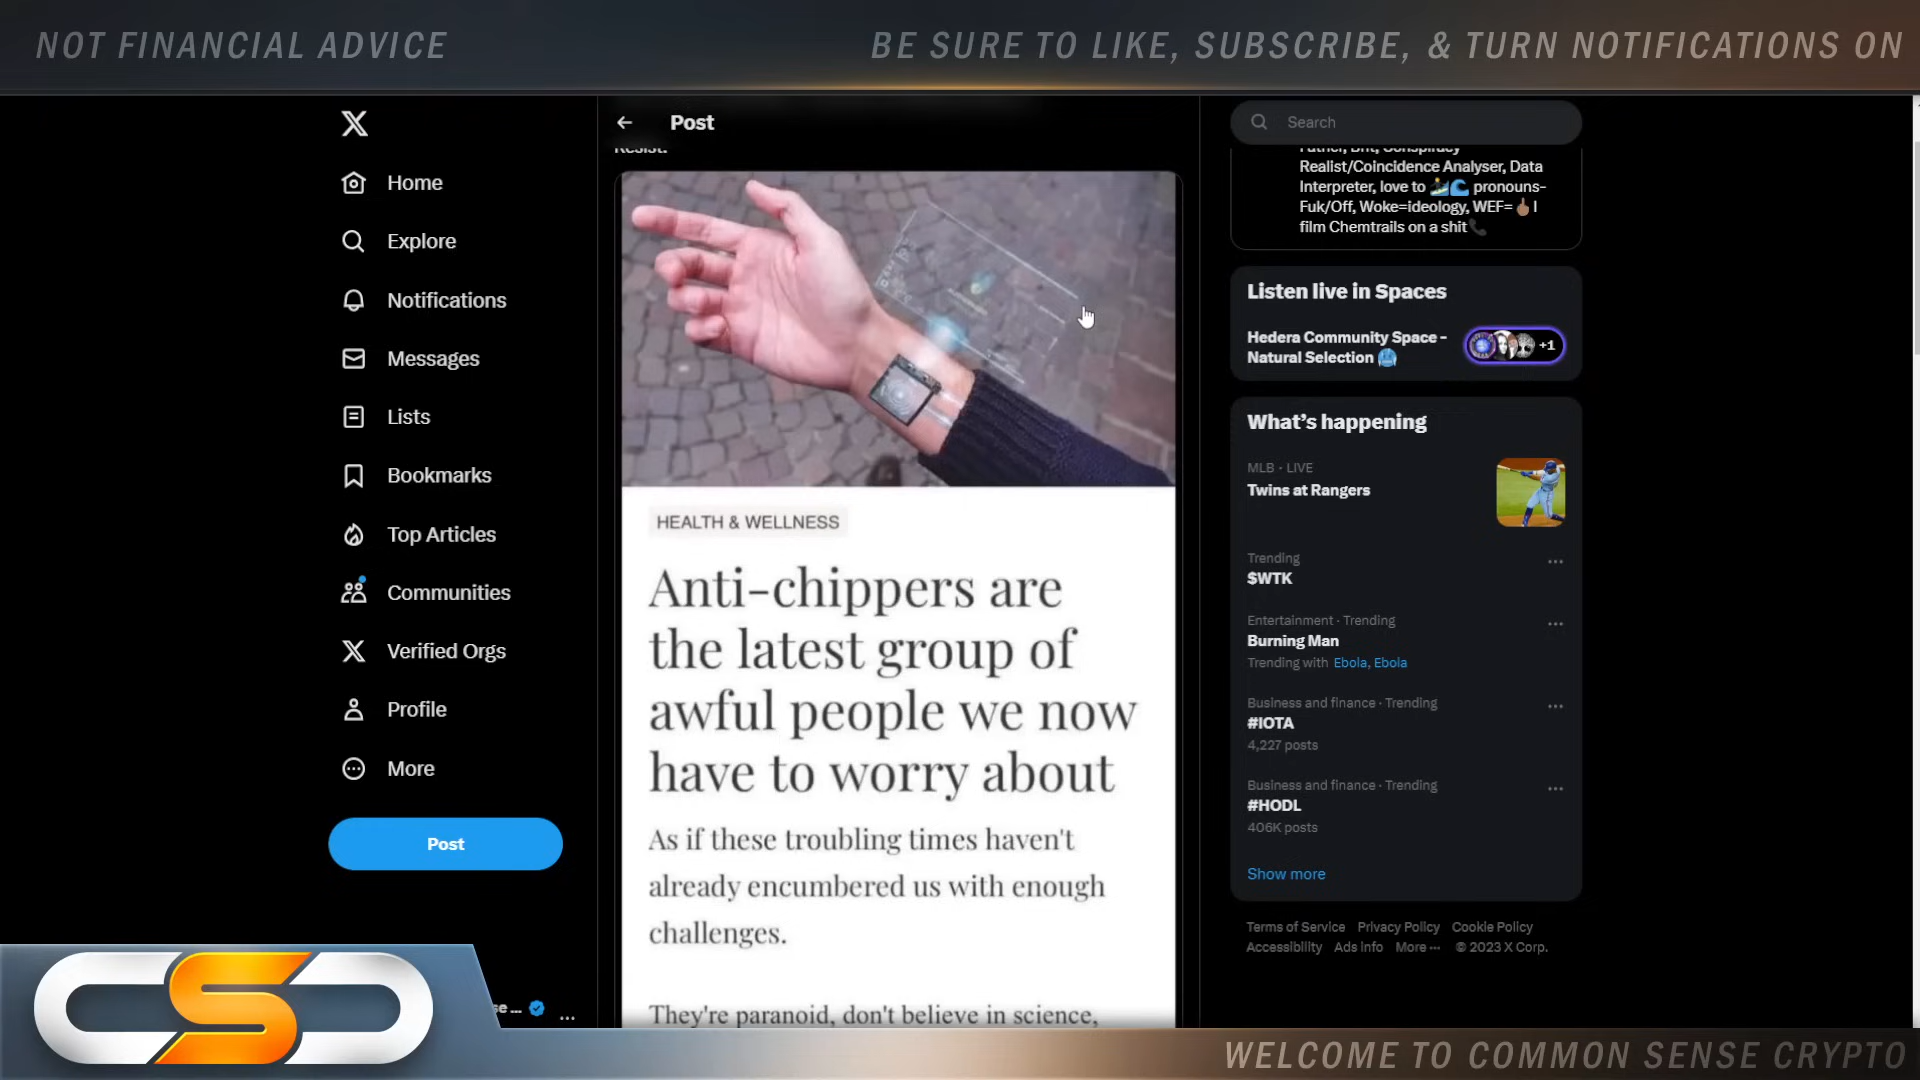 NOT FINANCIAL ADVICE
BE SURE TO LIKE, SUBSCRIBE, & TURN NOTIFICATIONS ON
Home
Explore
Notifications
Messages
Lists
Bookmarks
Top Articles
Communities
Verified Orgs
Profile
More
Post
Post
Resist.
HEALTH & WELLNESS
Anti-chippers are
the latest group of
awful people we now
have to worry about
As if these troubling times haven't
already encumbered us with enough
challenges.
They're paranoid, don't believe in science,
Search
Father, Brit, Conspiracy
Realist/Coincidence Analyser, Data
Interpreter, love to 🏄🌊 pronouns-
Fuk/Off, Woke=ideology, WEF=🖕🏽I
film Chemtrails on a shit📞
Listen live in Spaces
Hedera Community Space -
Natural Selection
+1
What's happening
MLB · LIVE
Twins at Rangers
Trending
$WTK
Entertainment · Trending
Burning Man
Trending with Ebola, Ebola
Business and finance · Trending
#IOTA
4,227 posts
Business and finance · Trending
#HODL
406K posts
Show more
Terms of Service Privacy Policy Cookie Policy
Accessibility Ads info More ··· © 2023 X Corp.
CSC
se ...
WELCOME TO COMMON SENSE CRYPTO